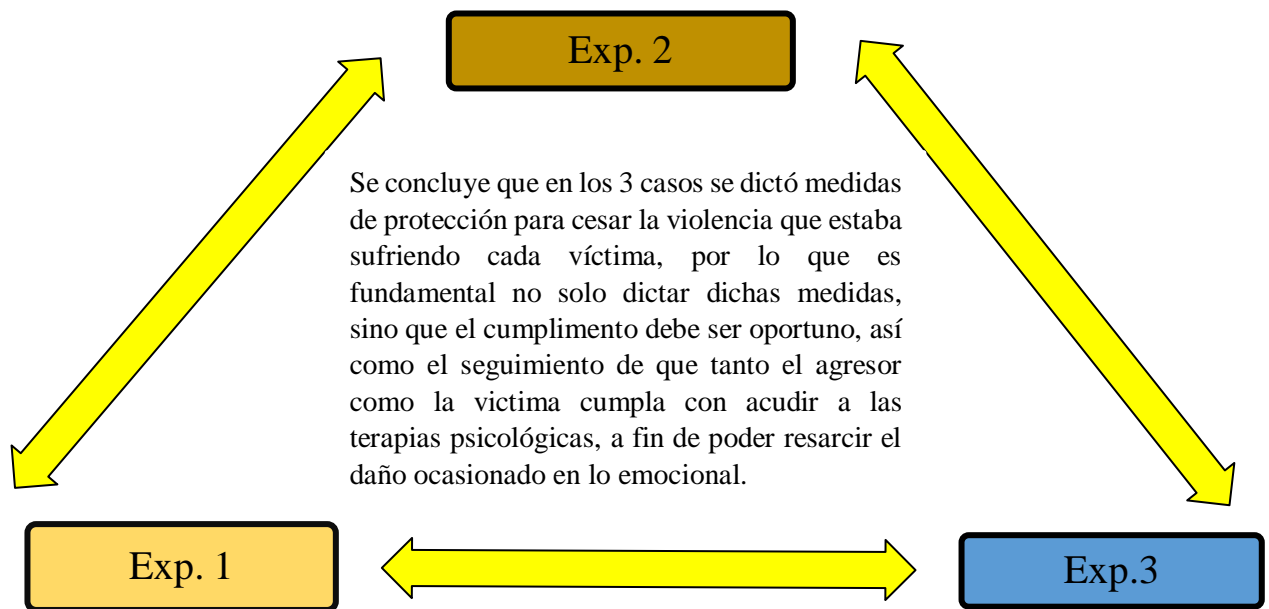 Exp. 2
Se concluye que en los 3 casos se dictó medidas
de protección para cesar la violencia que estaba
sufriendo cada víctima, por lo que es
fundamental no solo dictar dichas medidas,
sino que el cumplimento debe ser oportuno, así
como el seguimiento de que tanto el agresor
como la victima cumpla con acudir a las
terapias psicológicas, a fin de poder resarcir el
daño ocasionado en lo emocional.
Exp. 1
Exp.3